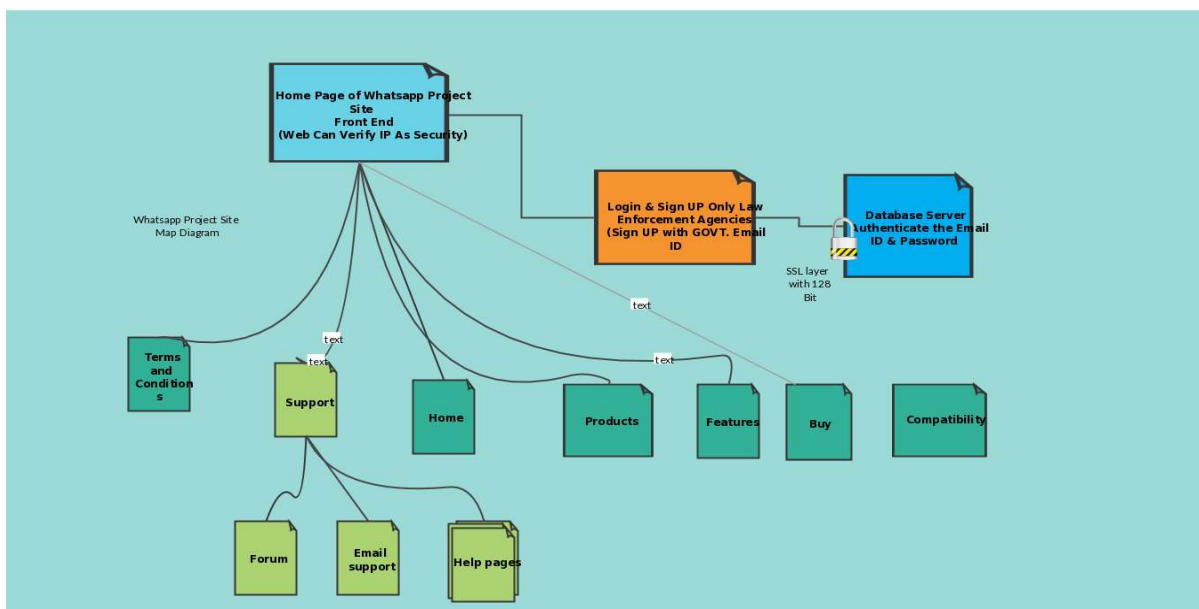 Home Page of Whatsapp Project
Site
Front End
(Web Can Verify IP As Security)
Login & Sign UP Only Law
Enforcement Agencies
(Sign UP with GOVT. Email
ID
Database Server
Authenticate the Email
ID & Password
Whatsapp Project Site
Map Diagram
SSL layer
with 128
Bit
text
text
text
text
Terms
and
Condition
s
Support
Home
Products
Features
Buy
Compatibility
Forum
Email
support
Help pages